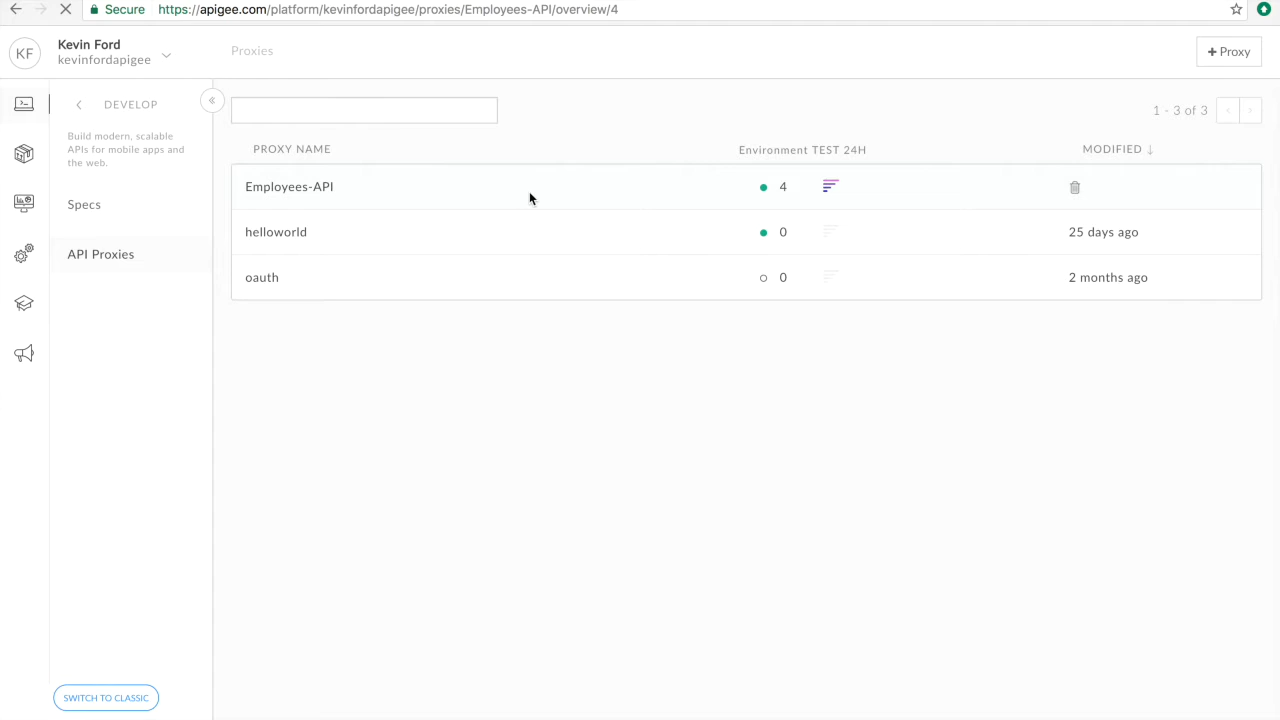 Secure https://apigee.com/platform/kevinfordapigee/proxies/Employees-API/overview/4
KF
Kevin Ford
kevinfordapigee
Proxies
+ Proxy
DEVELOP
Build modern, scalable
APIs for mobile apps and
the web.
Specs
API Proxies
1 - 3 of 3
PROXY NAME Environment TEST 24H MODIFIED ↓
Employees-API 4
helloworld 0 25 days ago
oauth 0 2 months ago
SWITCH TO CLASSIC